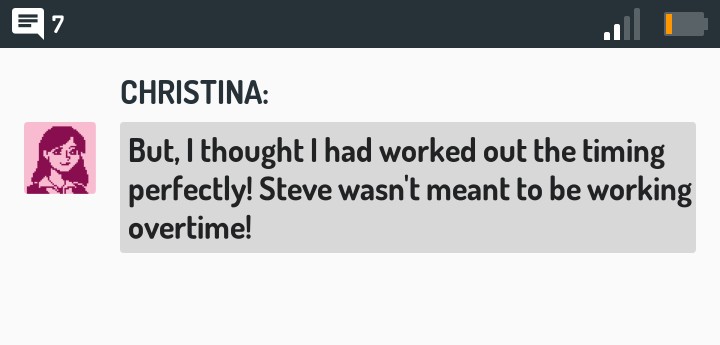 7
CHRISTINA:
But, I thought I had worked out the timing
perfectly! Steve wasn't meant to be working
overtime!